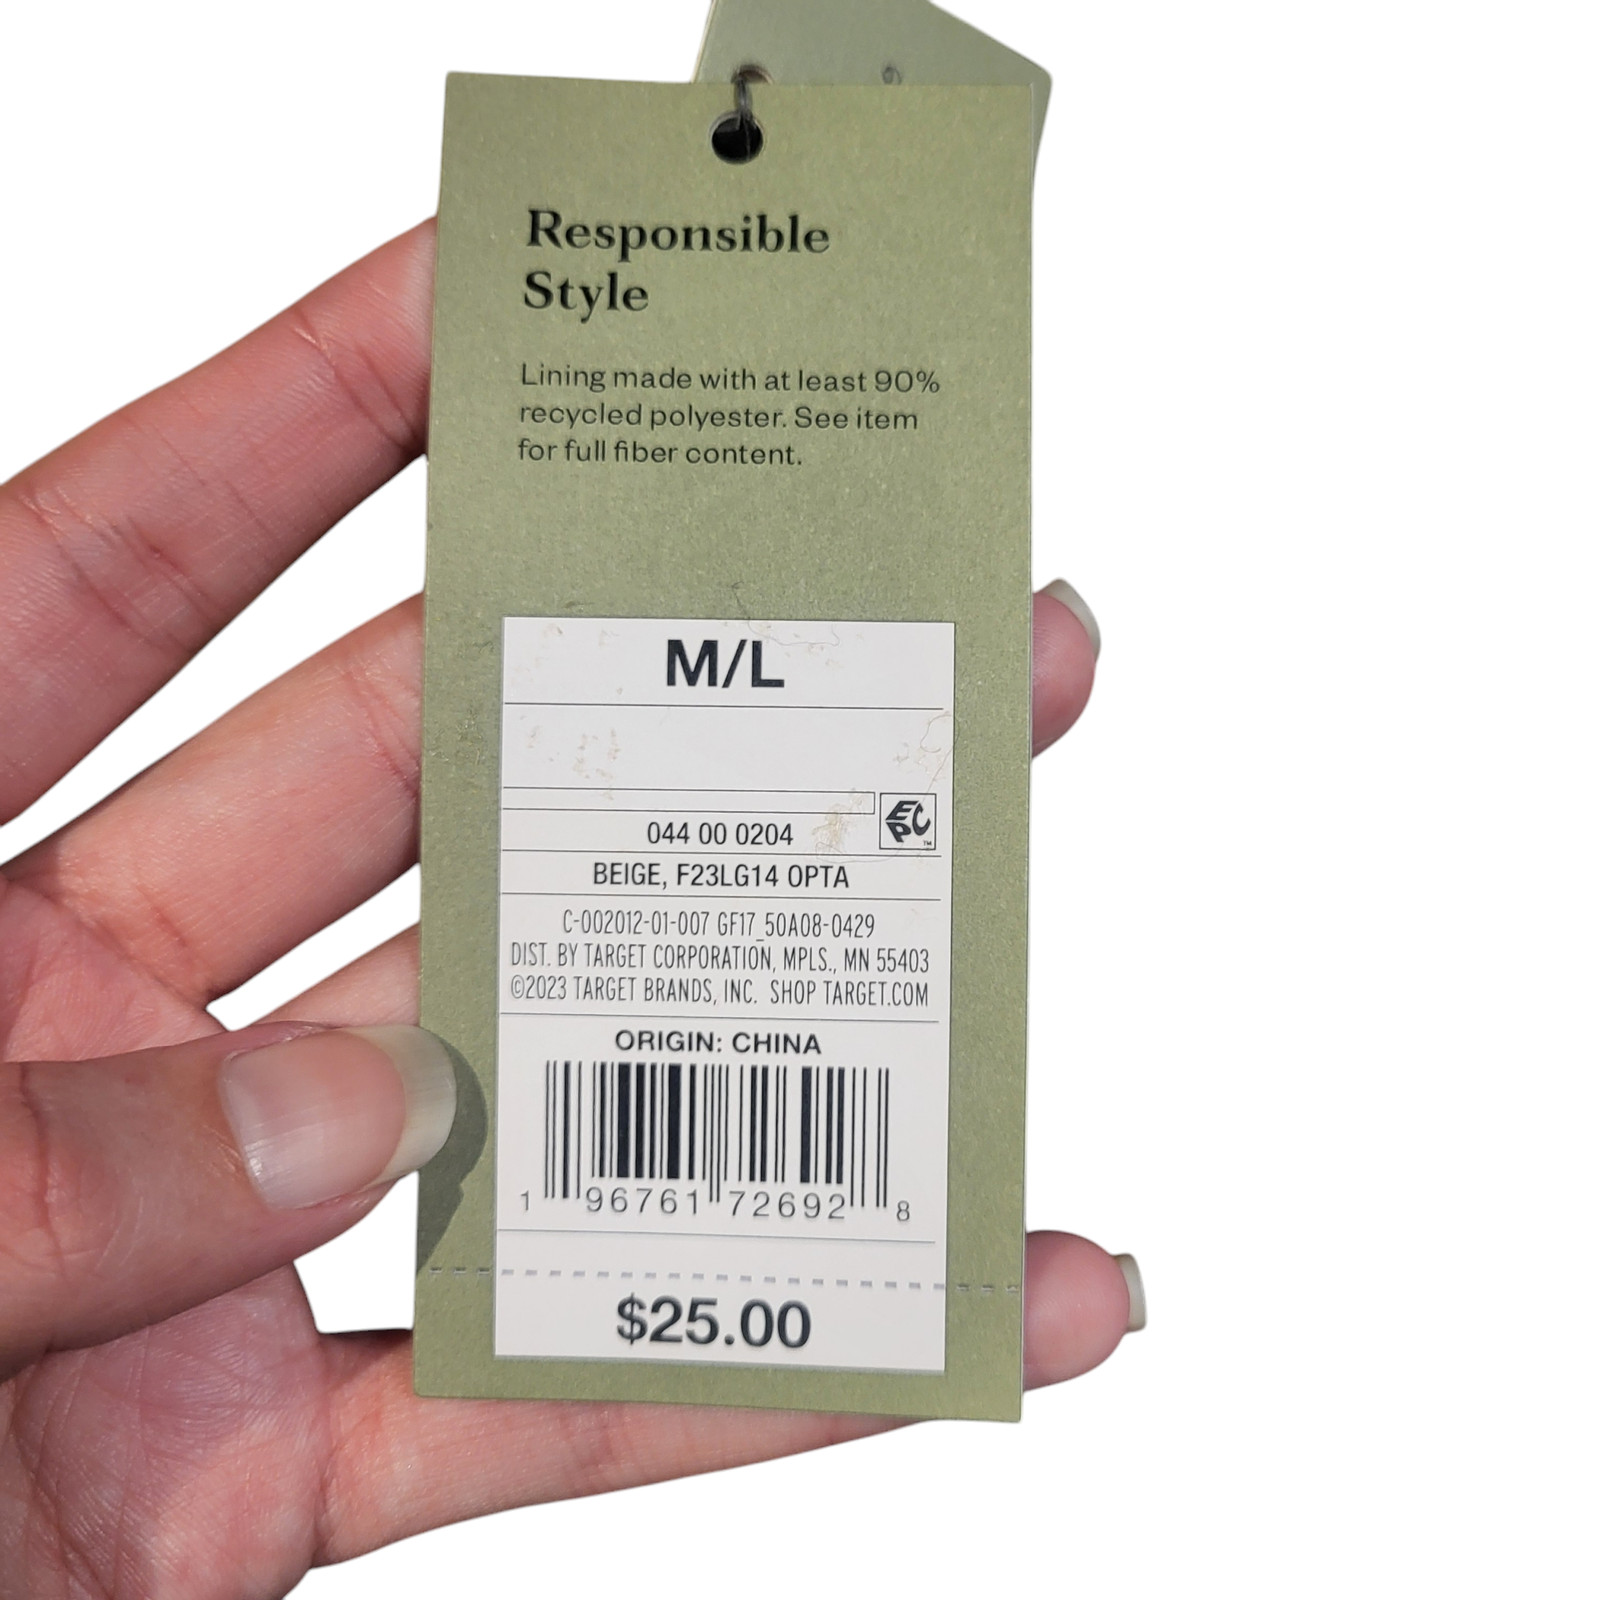 Responsible
Style
Lining made with at least 90%
recycled polyester. See item
for full fiber content.
M/L
EPC
™
044 00 0204
BEIGE, F23LG14 OPTA
C-002012-01-007 GF17_50A08-0429
DIST. BY TARGET CORPORATION, MPLS., MN 55403
©2023 TARGET BRANDS, INC. SHOP TARGET.COM
ORIGIN: CHINA
1 96761 72692 8
$25.00